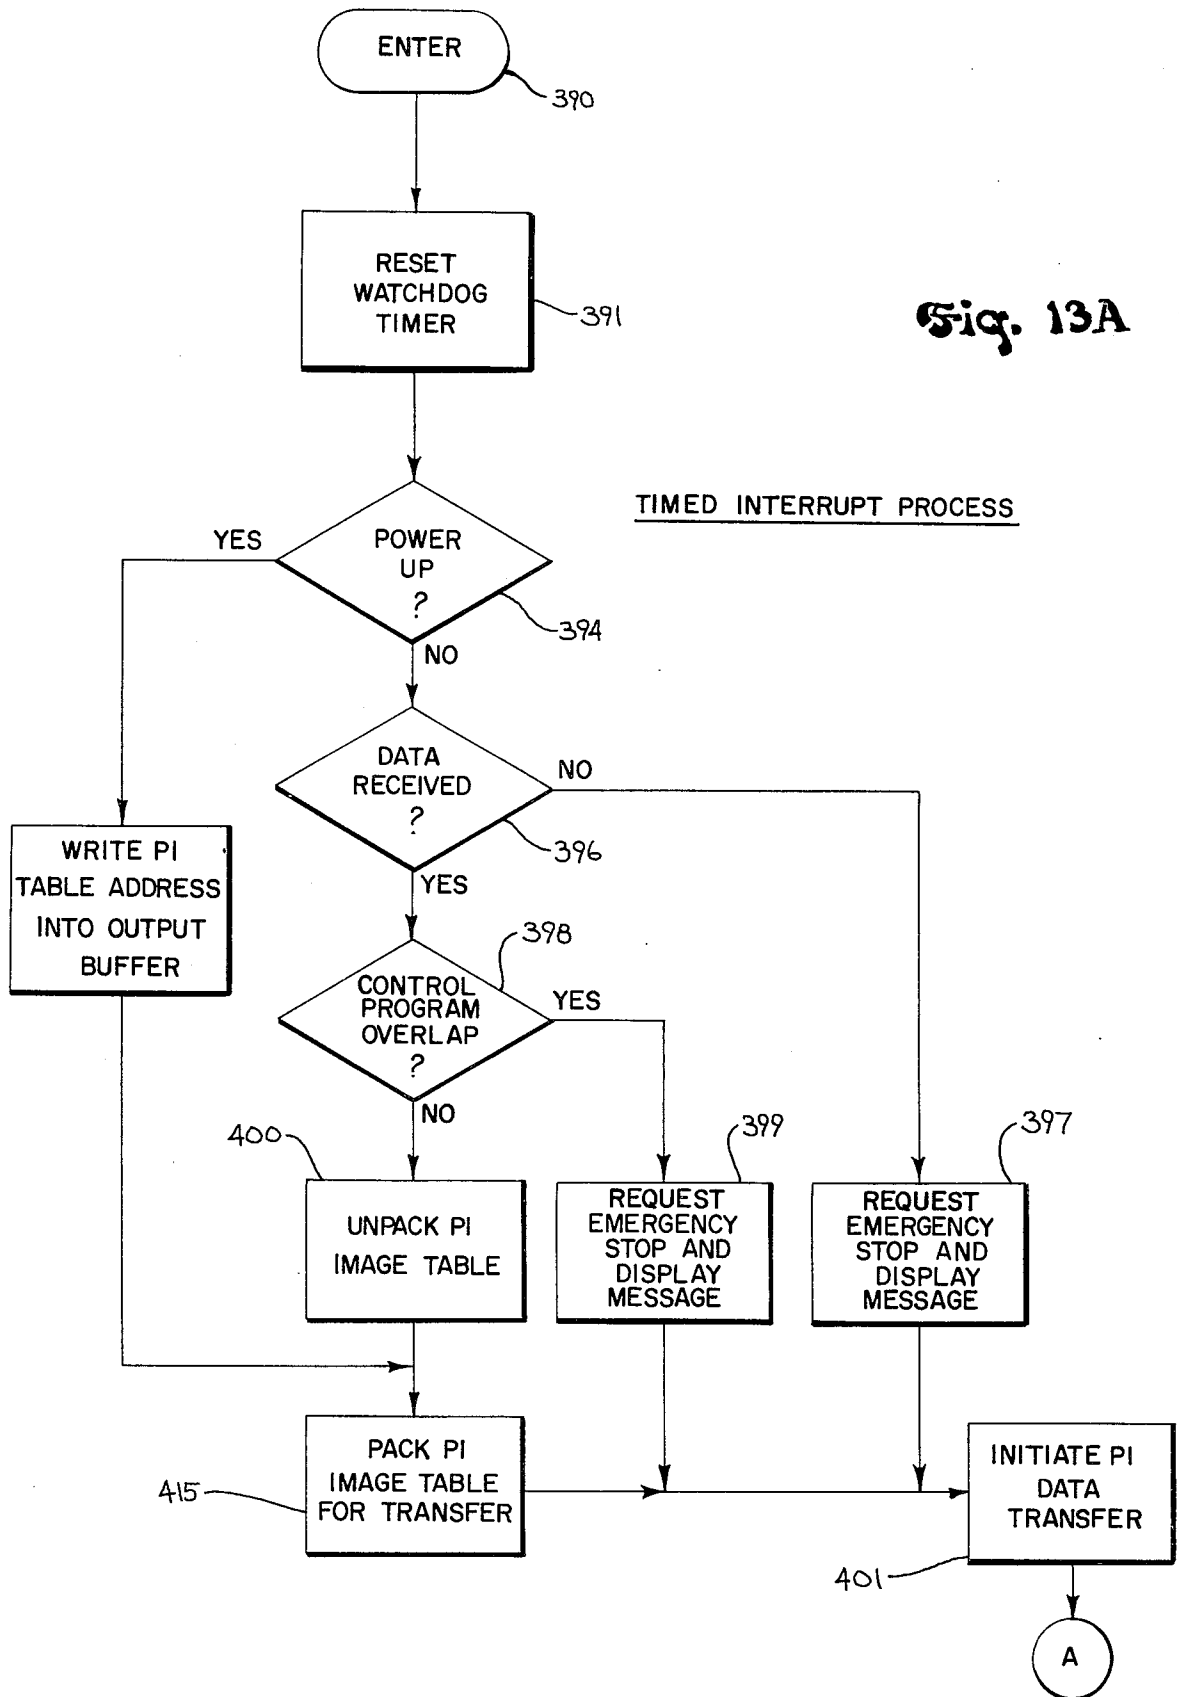 ENTER
390
RESET
WATCHDOG
TIMER
391
Fig. 13A
TIMED INTERRUPT PROCESS
YES
POWER
UP
?
394
NO
DATA
RECEIVED
?
NO
396
YES
WRITE PI
TABLE ADDRESS
INTO OUTPUT
BUFFER
398
CONTROL
PROGRAM
OVERLAP
?
YES
NO
400
UNPACK PI
IMAGE TABLE
399
REQUEST
EMERGENCY
STOP AND
DISPLAY
MESSAGE
397
REQUEST
EMERGENCY
STOP AND
DISPLAY
MESSAGE
PACK PI
IMAGE TABLE
FOR TRANSFER
415
INITIATE PI
DATA
TRANSFER
401
A